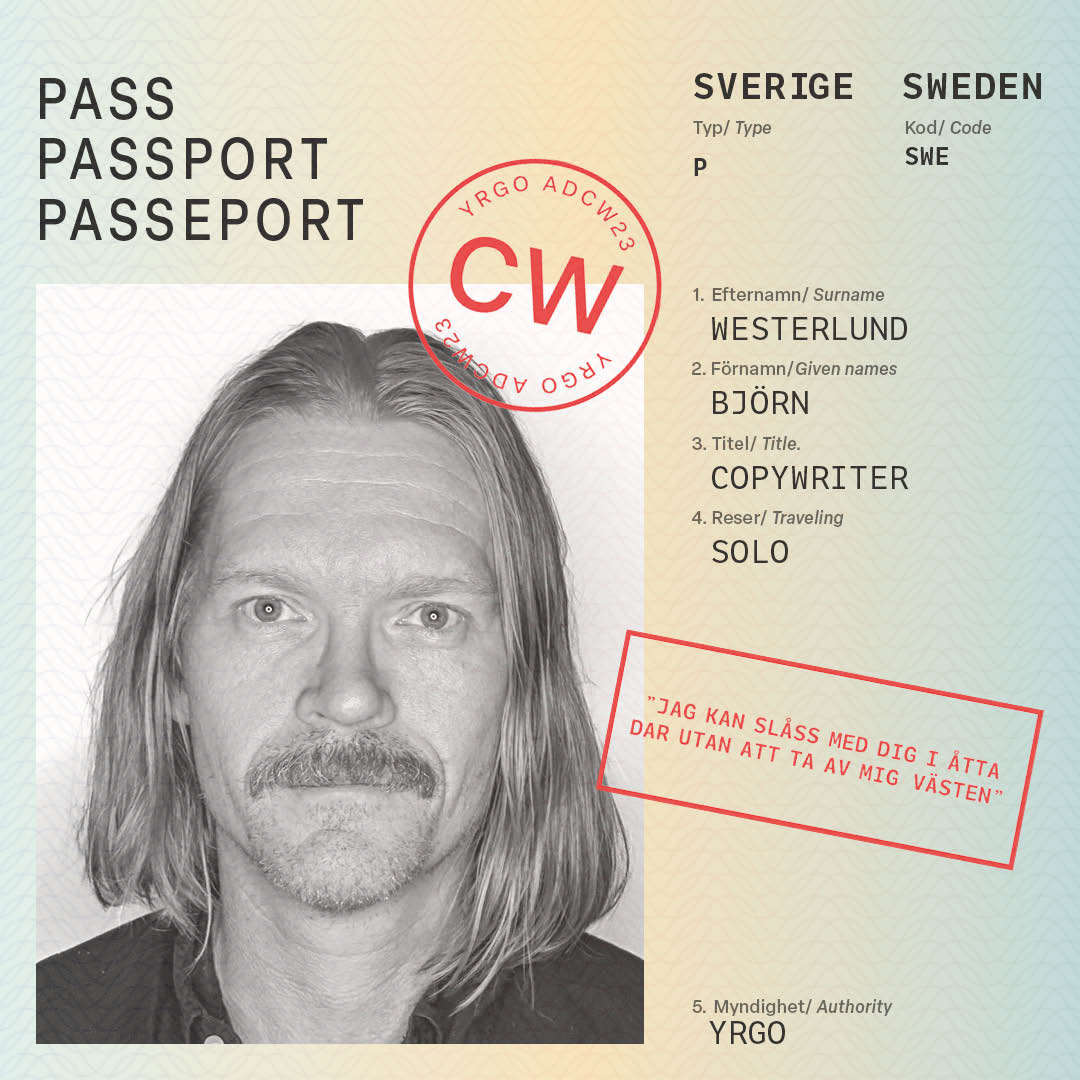 PASS
PASSPORT
PASSEPORT
YRGO ADCW23
CW
YRGO ADCW23
SVERIGE SWEDEN
Typ/ Type Kod/ Code
P SWE
1. Efternamn/ Surname
WESTERLUND
2. Förnamn/Given names
BJÖRN
3. Titel/ Title.
COPYWRITER
4. Reser/ Traveling
SOLO
”JAG KAN SLÅSS MED DIG I ÅTTA
DAR UTAN ATT TA AV MIG VÄSTEN”
5. Myndighet/ Authority
YRGO